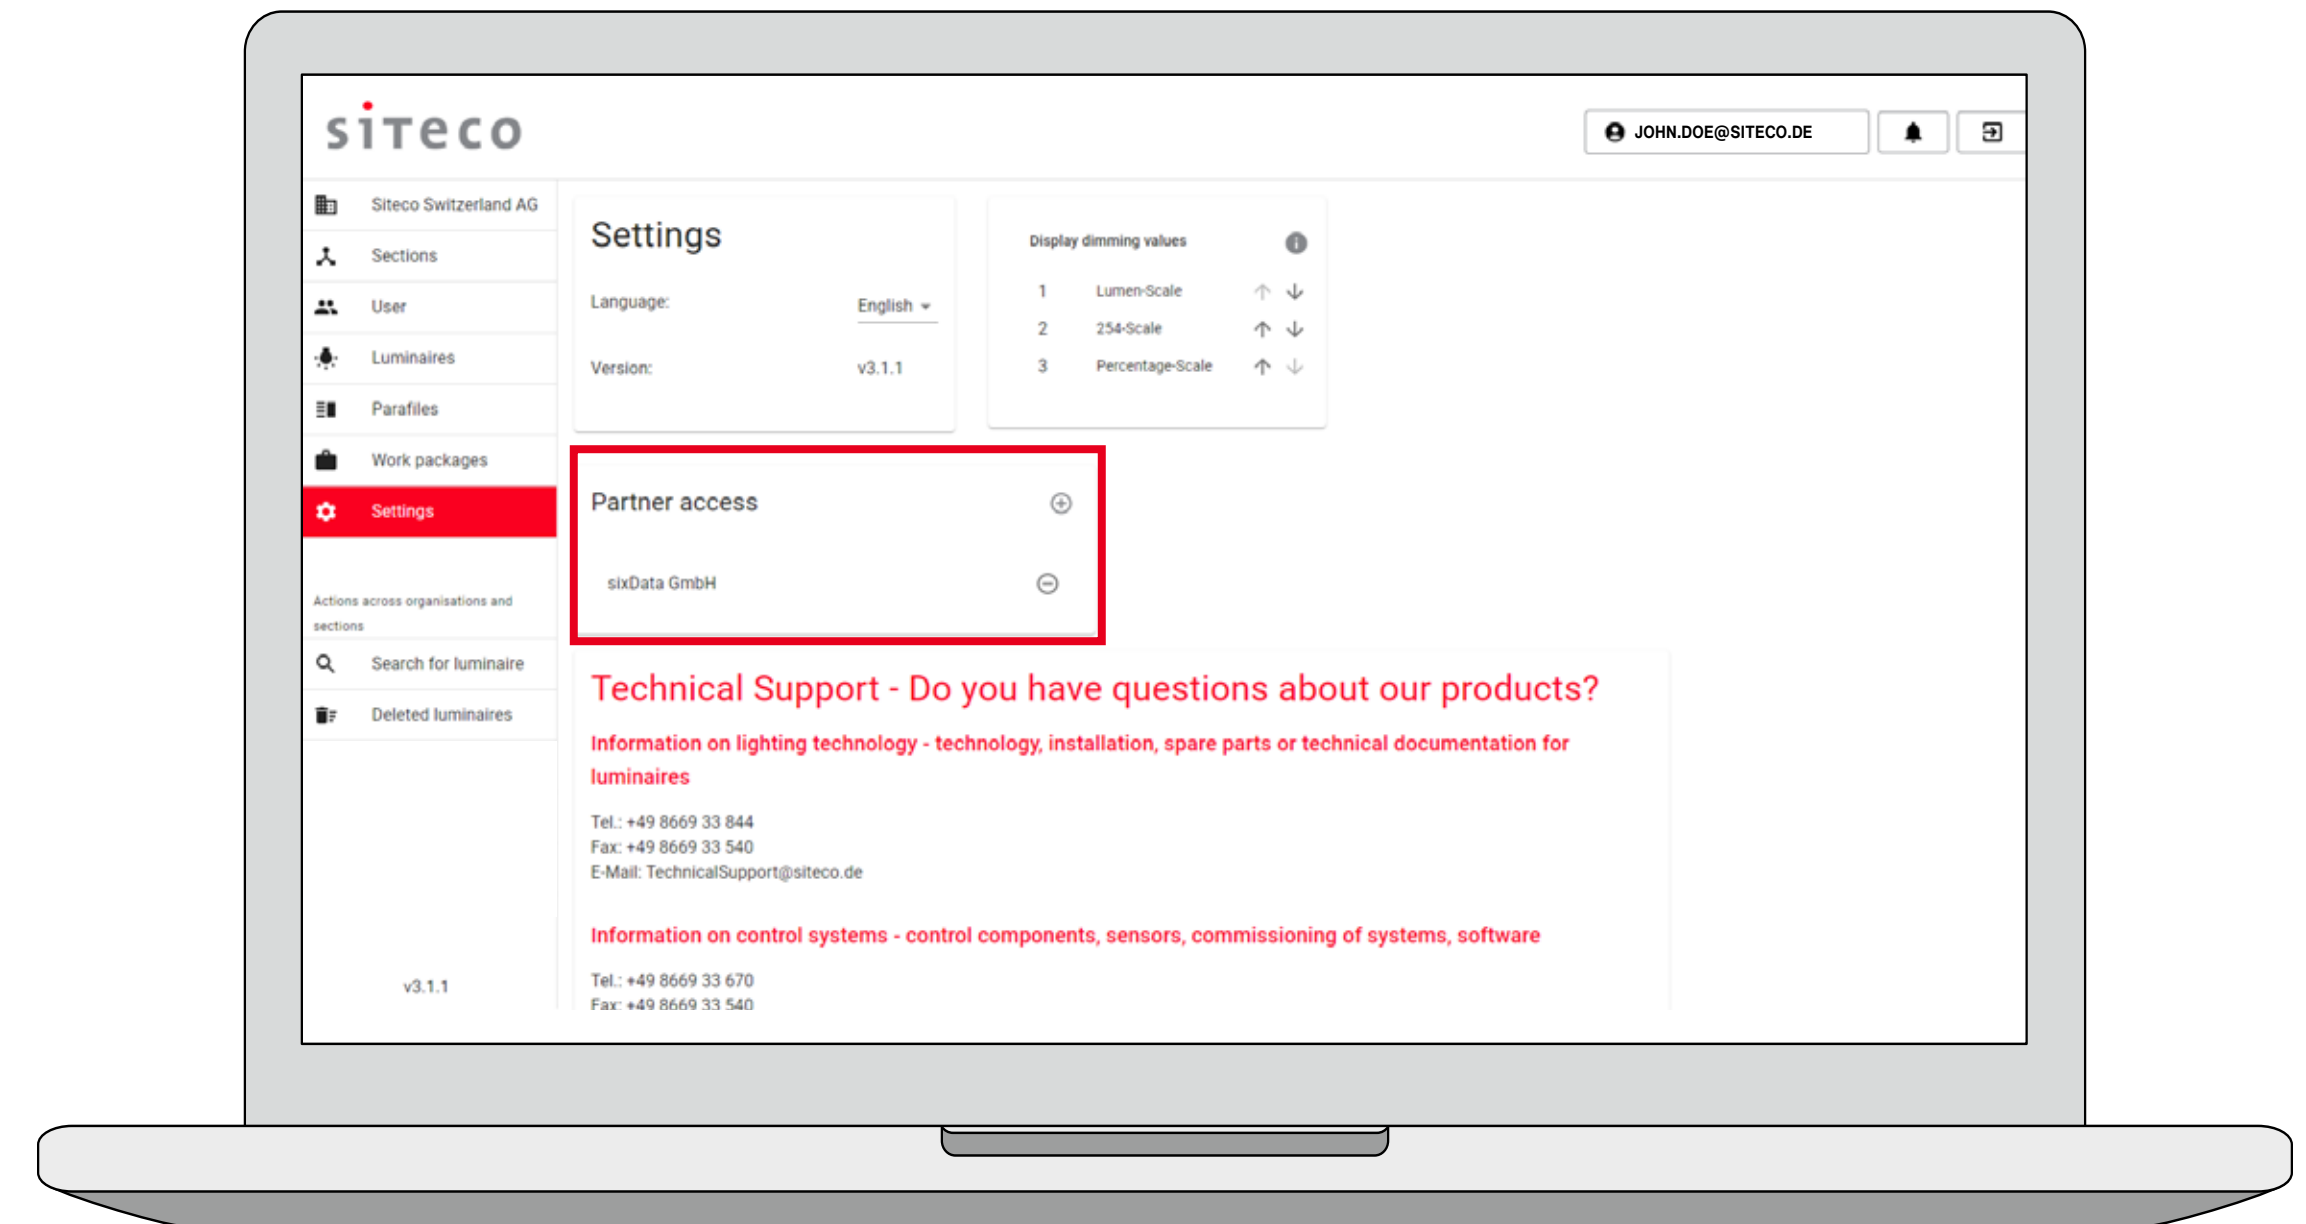 siteco
JOHN.DOE@SITECO.DE
Siteco Switzerland AG
Sections
User
Luminaires
Parafiles
Work packages
Settings
Actions across organisations and
sections
Search for luminaire
Deleted luminaires
v3.1.1
Settings
Language:
English
Version:
v3.1.1
Display dimming values
1 Lumen-Scale
2 254-Scale
3 Percentage-Scale
Partner access
sixData GmbH
Technical Support - Do you have questions about our products?
Information on lighting technology - technology, installation, spare parts or technical documentation for
luminaires
Tel.: +49 8669 33 844
Fax: +49 8669 33 540
E-Mail: TechnicalSupport@siteco.de
Information on control systems - control components, sensors, commissioning of systems, software
Tel.: +49 8669 33 670
Fax: +49 8669 33 540